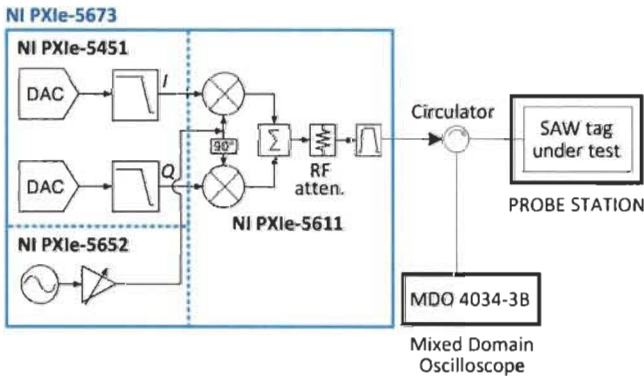 NI PXIe-5673
NI PXIe-5451
DAC
I
Circulator
SAW tag
under test
90°
Σ
DAC
Q
RF
atten.
PROBE STATION
NI PXIe-5611
NI PXIe-5652
MDO 4034-3B
Mixed Domain
Oscilloscope